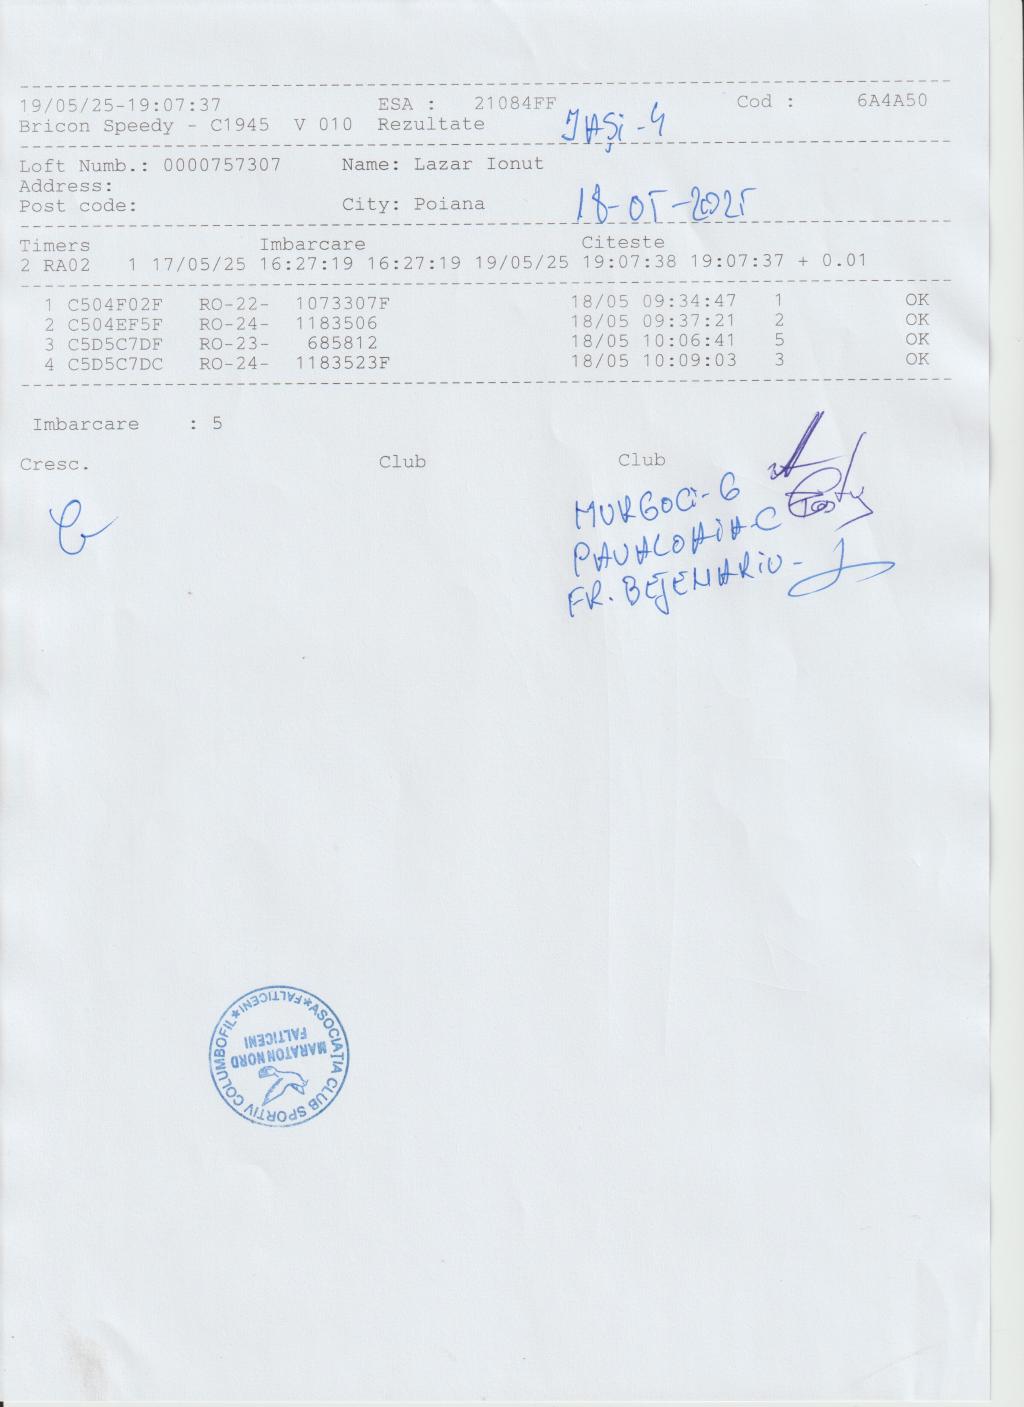 19/05/25-19:07:37 ESA : 21084FF Cod : 6A4A50
Bricon Speedy - C1945 V 010 Rezultate IAȘI-4
Loft Numb.: 0000757307 Name: Lazar Ionut
Address:
Post code: City: Poiana 18-05-2025
Timers Imbarcare Citeste
2 RA02 1 17/05/25 16:27:19 16:27:19 19/05/25 19:07:38 19:07:37 + 0.01
1 C504F02F RO-22- 1073307F 18/05 09:34:47 1 OK
2 C504EF5F RO-24- 1183506 18/05 09:37:21 2 OK
3 C5D5C7DF RO-23- 685812 18/05 10:06:41 5 OK
4 C5D5C7DC RO-24- 1183523F 18/05 10:09:03 3 OK
Imbarcare : 5
Cresc. Club Club
MURGOCI-G
PAVALOAIA-C
FR. BEJENARIU-
ASOCIAȚIA CLUB SPORTIV COLUMBOFIL * FALTICENI *
MARATON NORD
FALTICENI